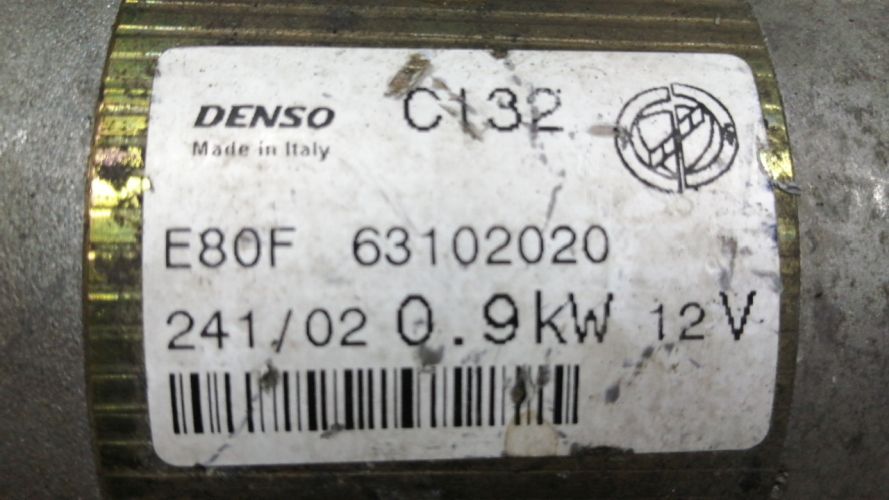 DENSO C132
Made in Italy
E80F 63102020
241/02 0.9kW 12V